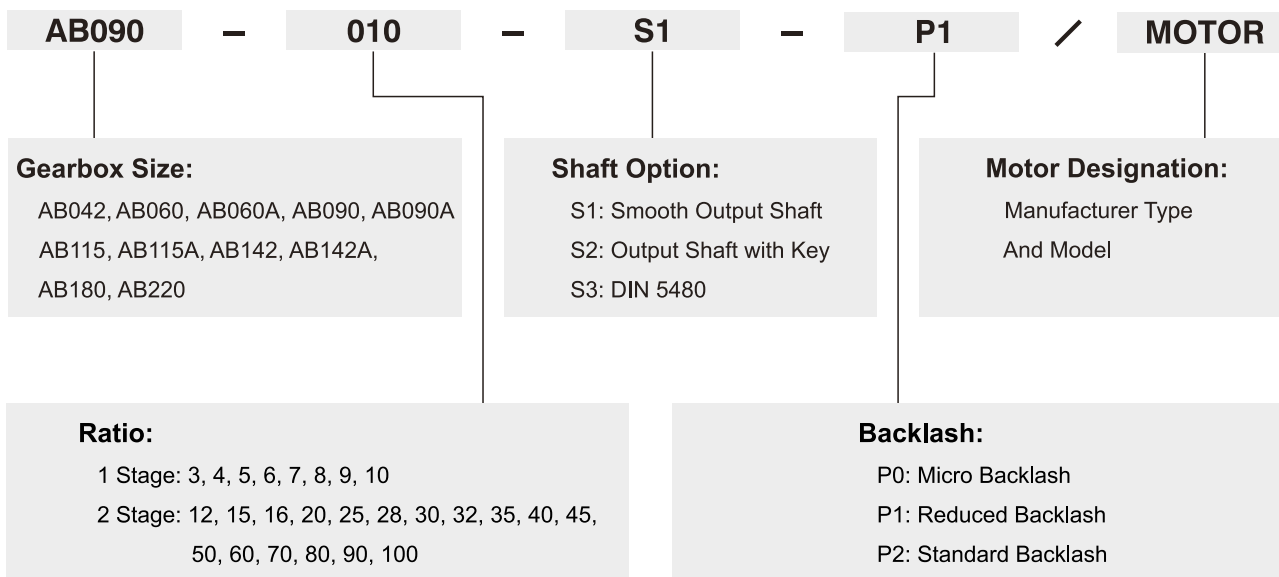 AB090 – 010 – S1 – P1 / MOTOR
Gearbox Size:
AB042, AB060, AB060A, AB090, AB090A
AB115, AB115A, AB142, AB142A,
AB180, AB220
Shaft Option:
S1: Smooth Output Shaft
S2: Output Shaft with Key
S3: DIN 5480
Motor Designation:
Manufacturer Type
And Model
Ratio:
1 Stage: 3, 4, 5, 6, 7, 8, 9, 10
2 Stage: 12, 15, 16, 20, 25, 28, 30, 32, 35, 40, 45,
50, 60, 70, 80, 90, 100
Backlash:
P0: Micro Backlash
P1: Reduced Backlash
P2: Standard Backlash